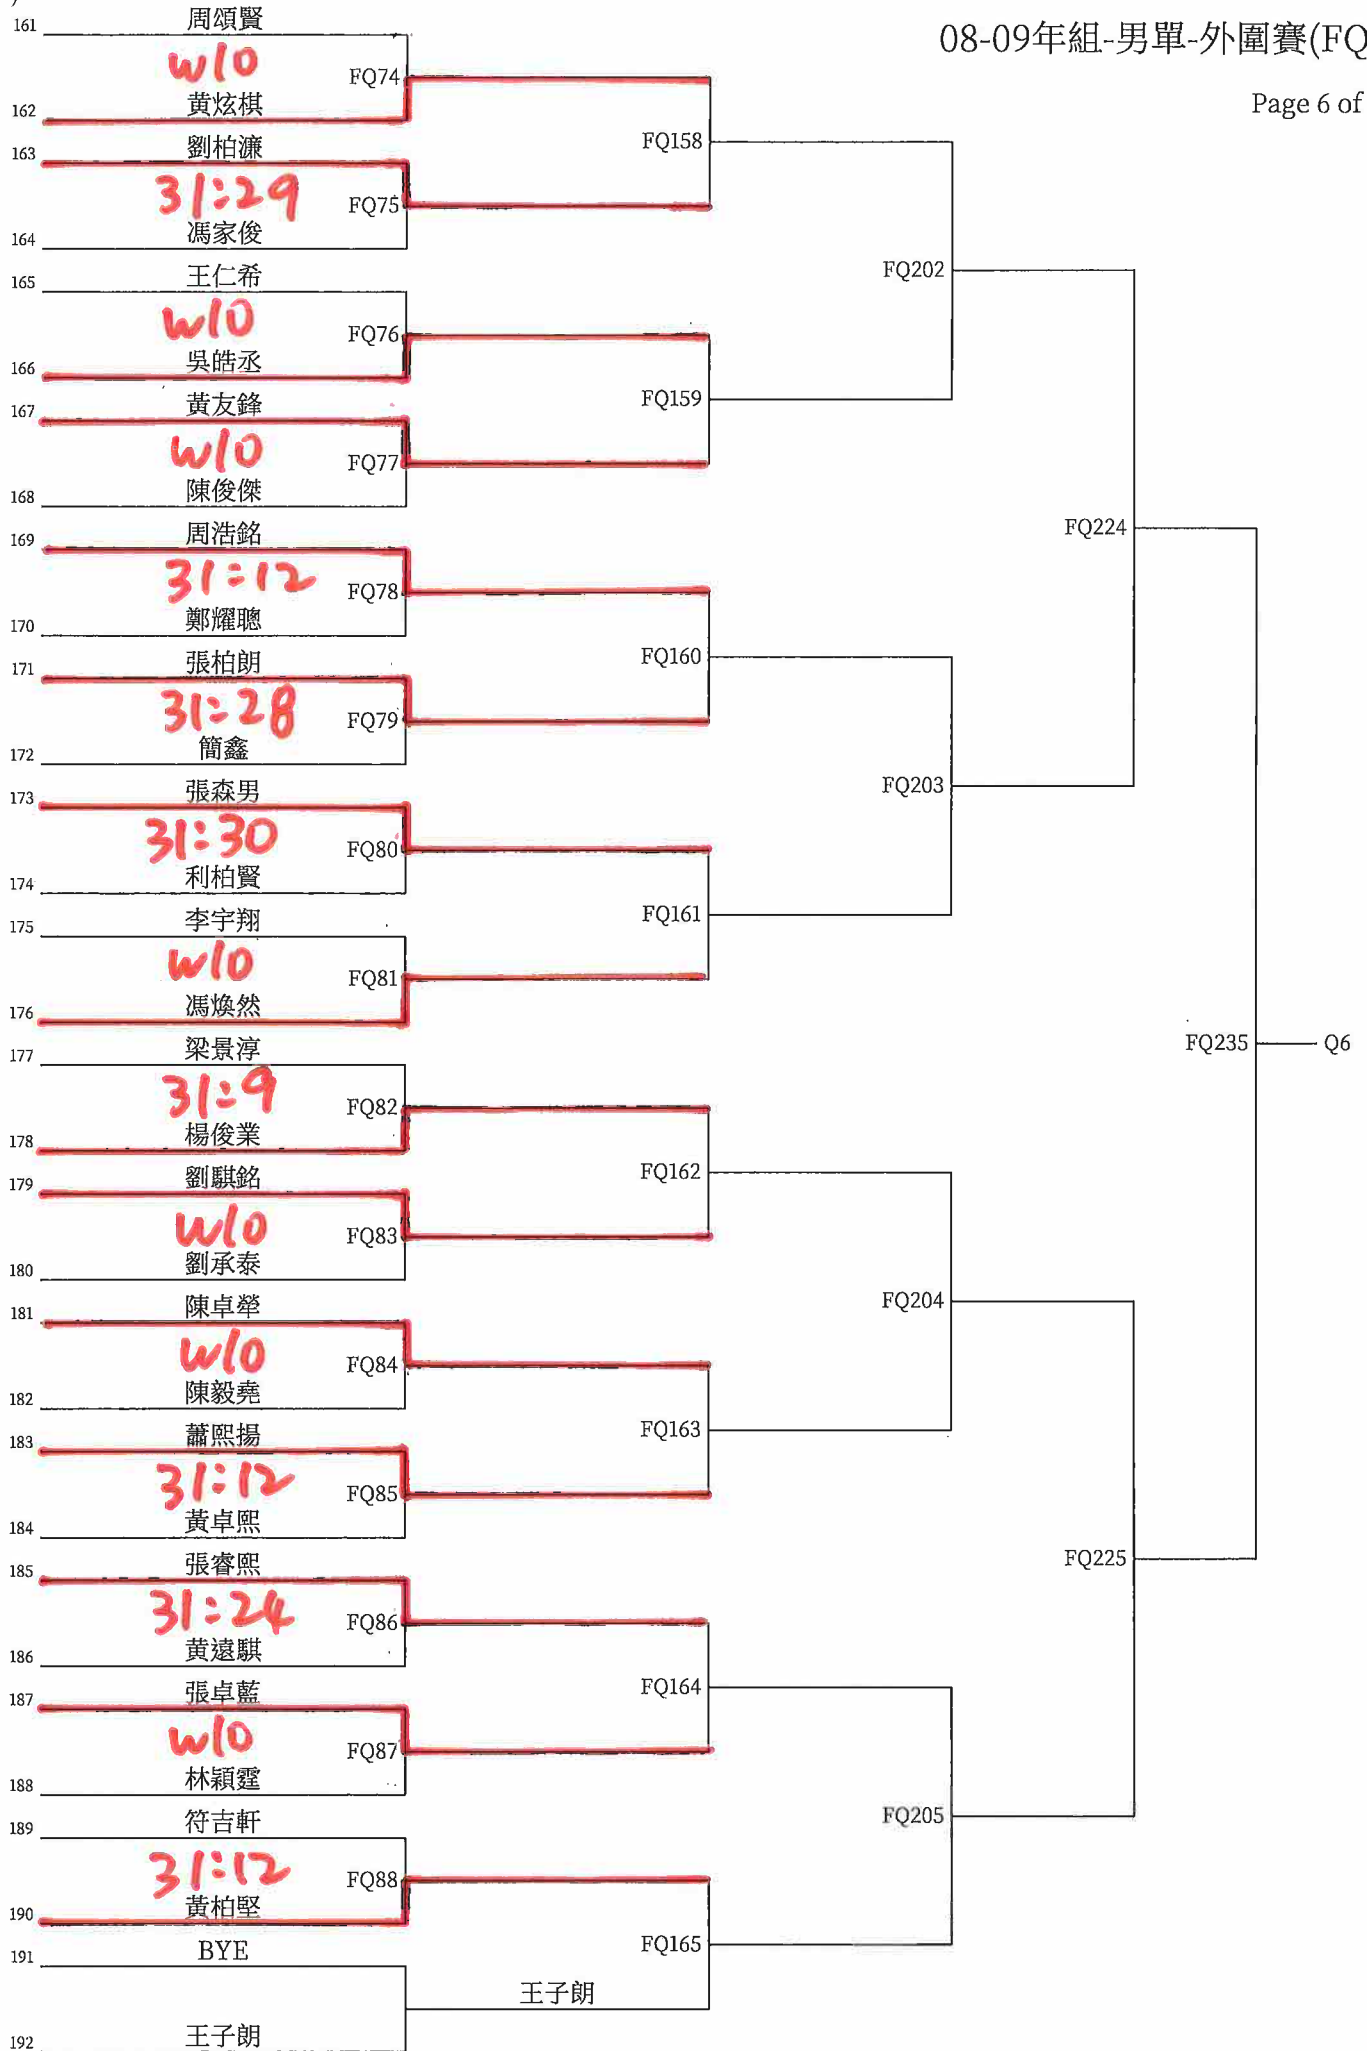 08-09年組-男單-外圍賽(FQ
Page 6 of
161 周頌賢
w/o FQ74
162 黄炫棋
FQ158
163 劉柏濂
31:29 FQ75
164 馮家俊
FQ202
165 王仁希
w/o FQ76
166 吳皓丞
FQ159
167 黄友鋒
w/o FQ77
168 陳俊傑
FQ224
169 周浩銘
31:12 FQ78
170 鄭耀聰
FQ160
171 張柏朗
31:28 FQ79
172 簡鑫
FQ203
173 張森男
31:30 FQ80
174 利柏賢
FQ161
175 李宇翔
w/o FQ81
176 馮煥然
FQ235 Q6
177 梁景淳
31:9 FQ82
178 楊俊業
FQ162
179 劉騏銘
w/o FQ83
180 劉承泰
FQ204
181 陳卓犖
w/o FQ84
182 陳毅堯
FQ163
183 蕭熙揚
31:12 FQ85
184 黃卓熙
FQ225
185 張睿熙
31:24 FQ86
186 黄遠騏
FQ164
187 張卓藍
w/o FQ87
188 林穎霆
FQ205
189 符吉軒
31:12 FQ88
190 黃柏堅
FQ165
191 BYE
王子朗
192 王子朗